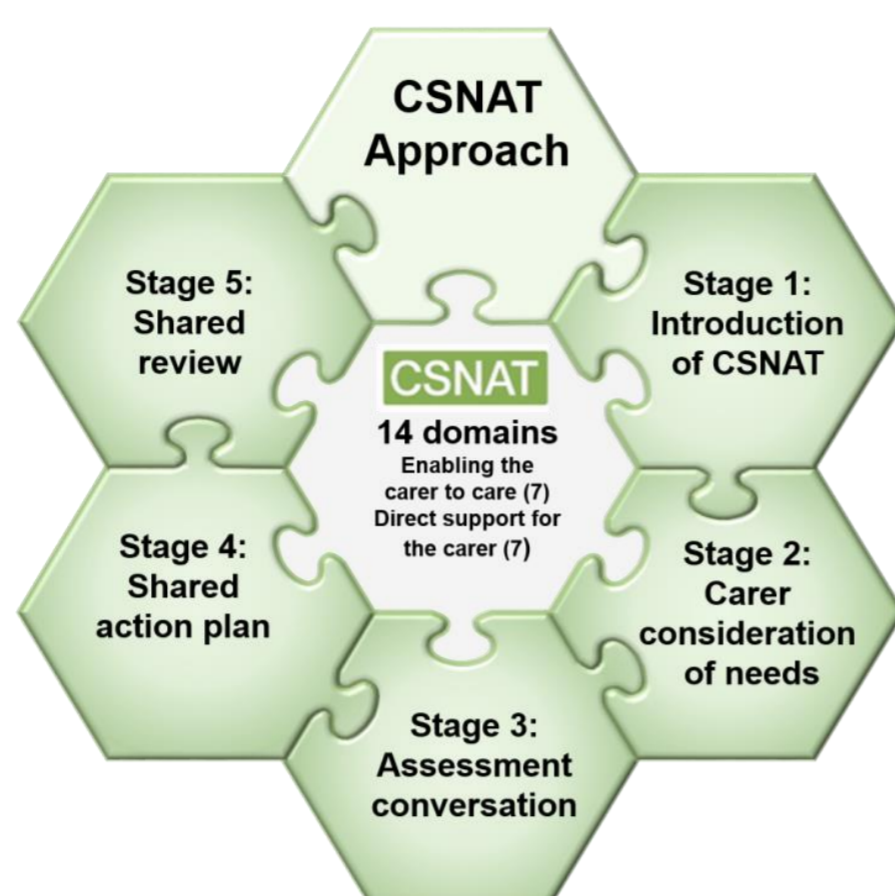 CSNAT
Approach
Stage 1:
Introduction
of CSNAT
Stage 2:
Carer
consideration
of needs
Stage 3:
Assessment
conversation
Stage 4:
Shared
action plan
Stage 5:
Shared
review
CSNAT
14 domains
Enabling the
carer to care (7)
Direct support for
the carer (7)